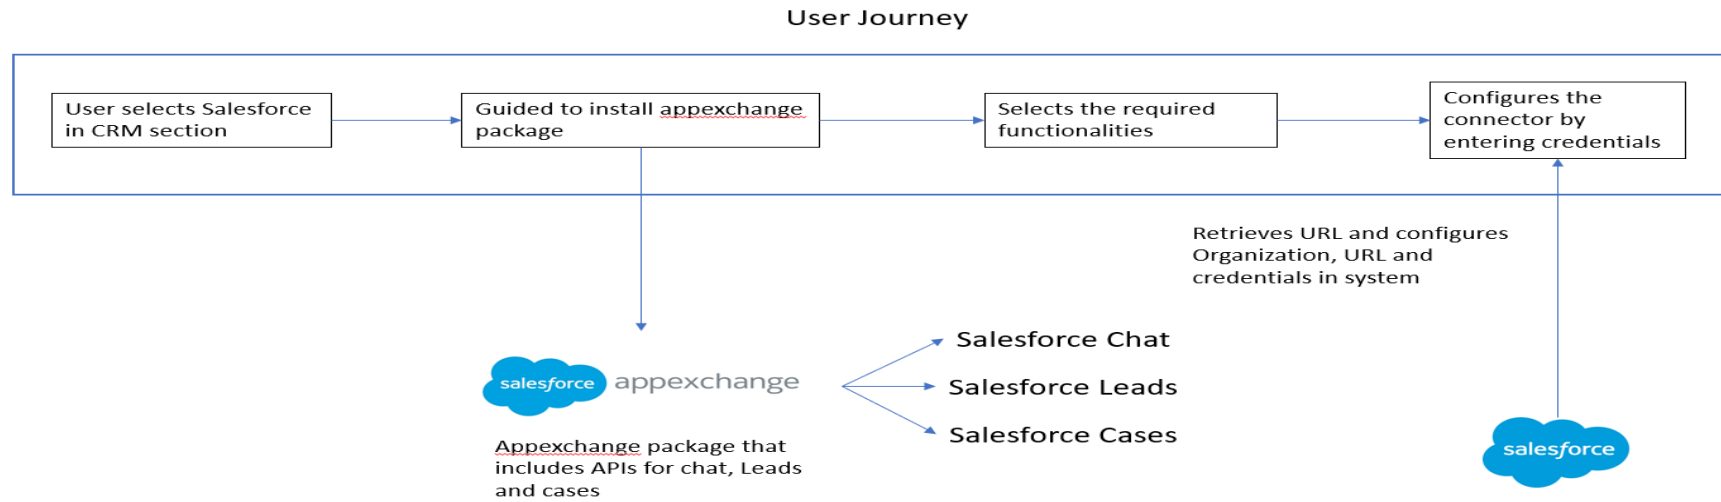 User Journey
User selects Salesforce
in CRM section
Guided to install appexchange
package
Selects the required
functionalities
Configures the
connector by
entering credentials
Retrieves URL and configures
Organization, URL and
credentials in system
salesforce appexchange
Salesforce Chat
Salesforce Leads
Salesforce Cases
Appexchange package that
includes APIs for chat, Leads
and cases
salesforce